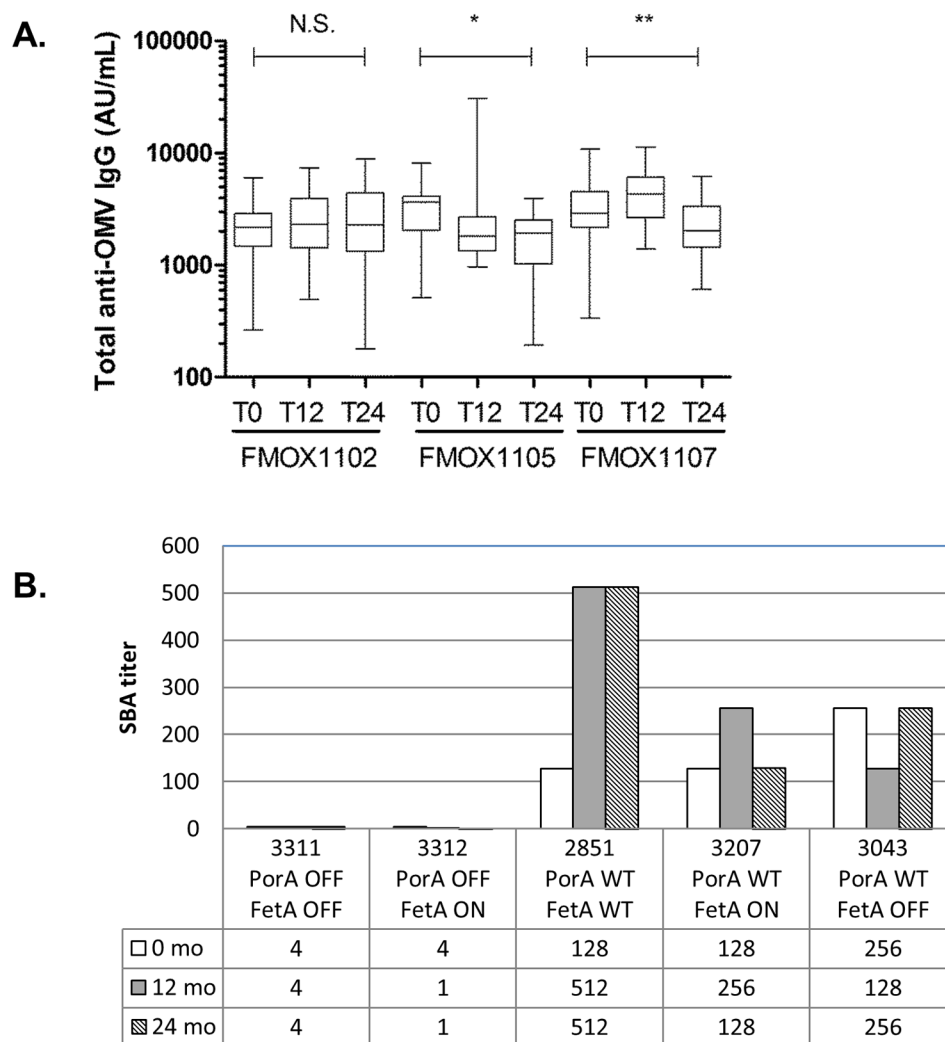 A.
N.S. * **
Total anti-OMV IgG (AU/mL)
100000
10000
1000
100
T0 T12 T24 T0 T12 T24 T0 T12 T24
FMOX1102 FMOX1105 FMOX1107
B.
SBA titer
600
500
400
300
200
100
0
3311 3312 2851 3207 3043
PorA OFF PorA OFF PorA WT PorA WT PorA WT
FetA OFF FetA ON FetA WT FetA ON FetA OFF
0 mo 4 4 128 128 256
12 mo 4 1 512 256 128
24 mo 4 1 512 128 256